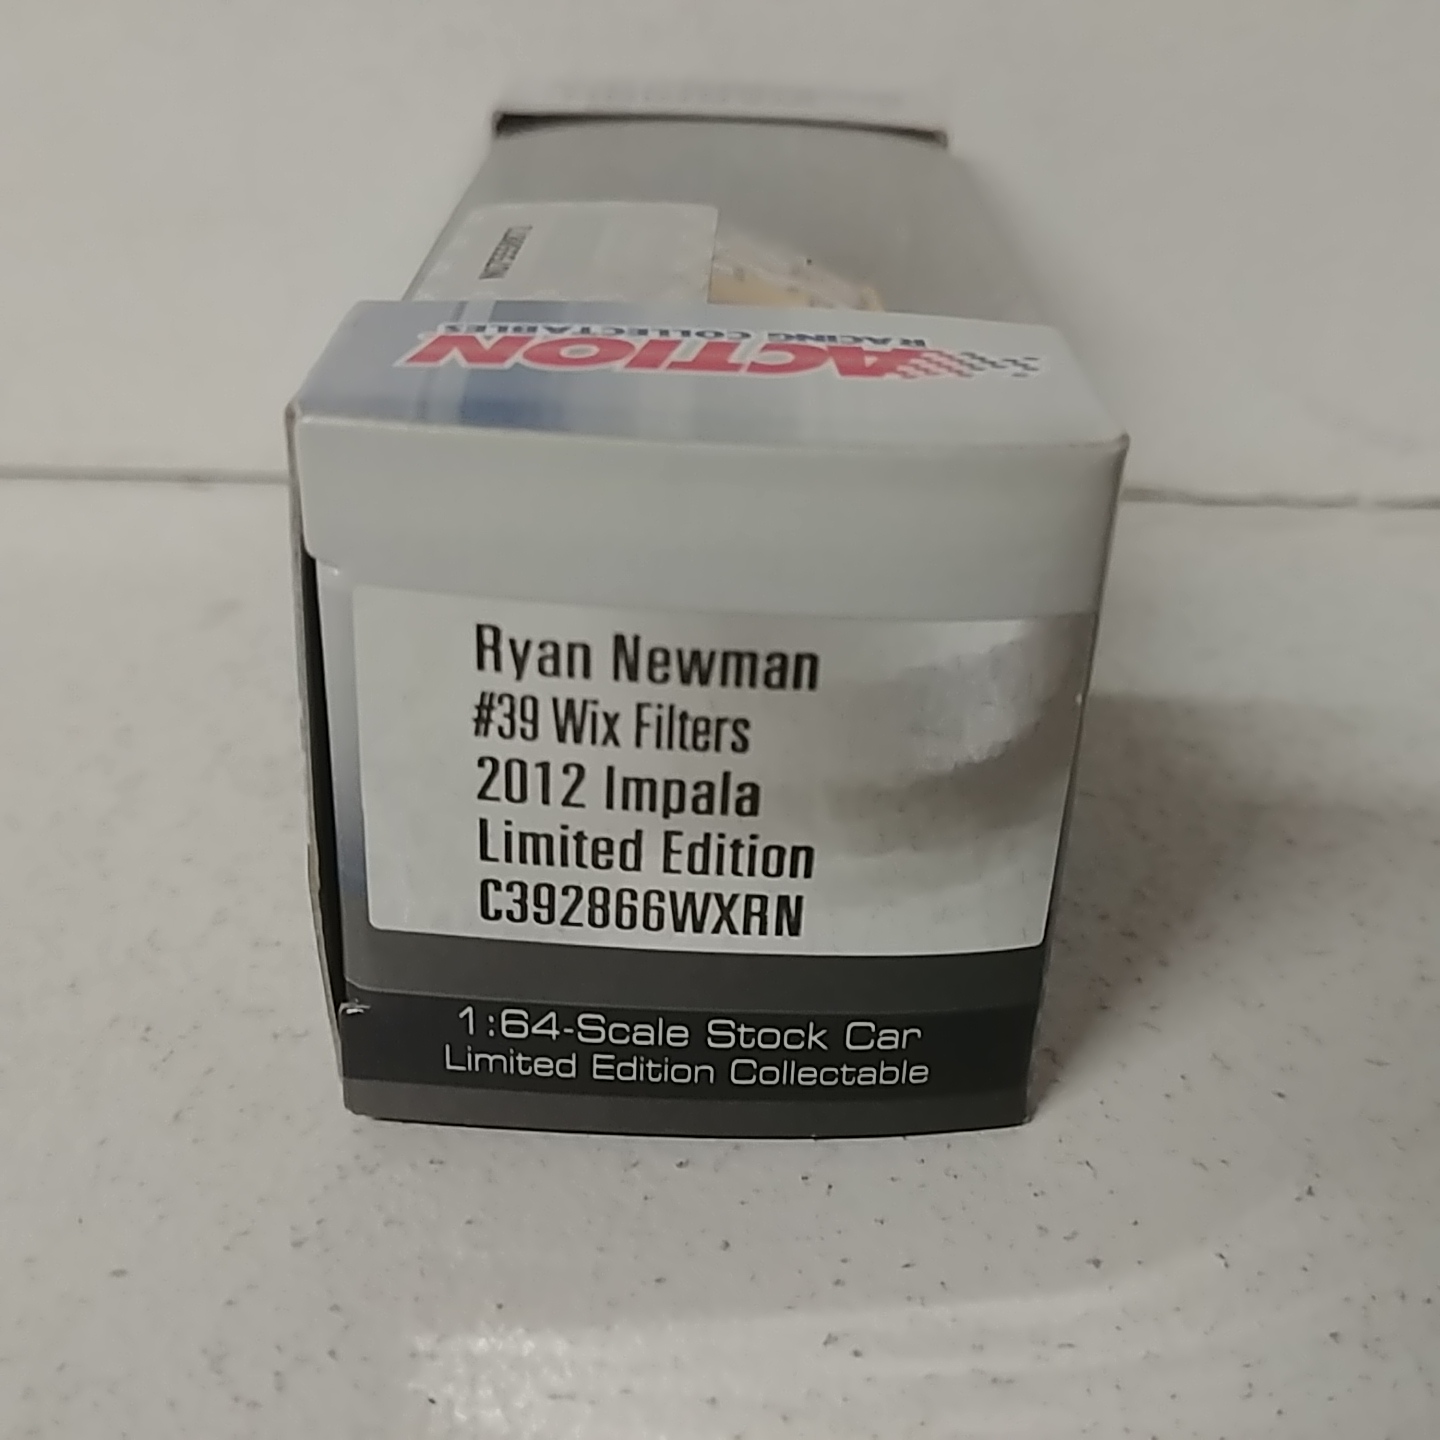 ACTION
RACING COLLECTABLES
Ryan Newman
#39 Wix Filters
2012 Impala
Limited Edition
C392866WXRN
1:64-Scale Stock Car
Limited Edition Collectable